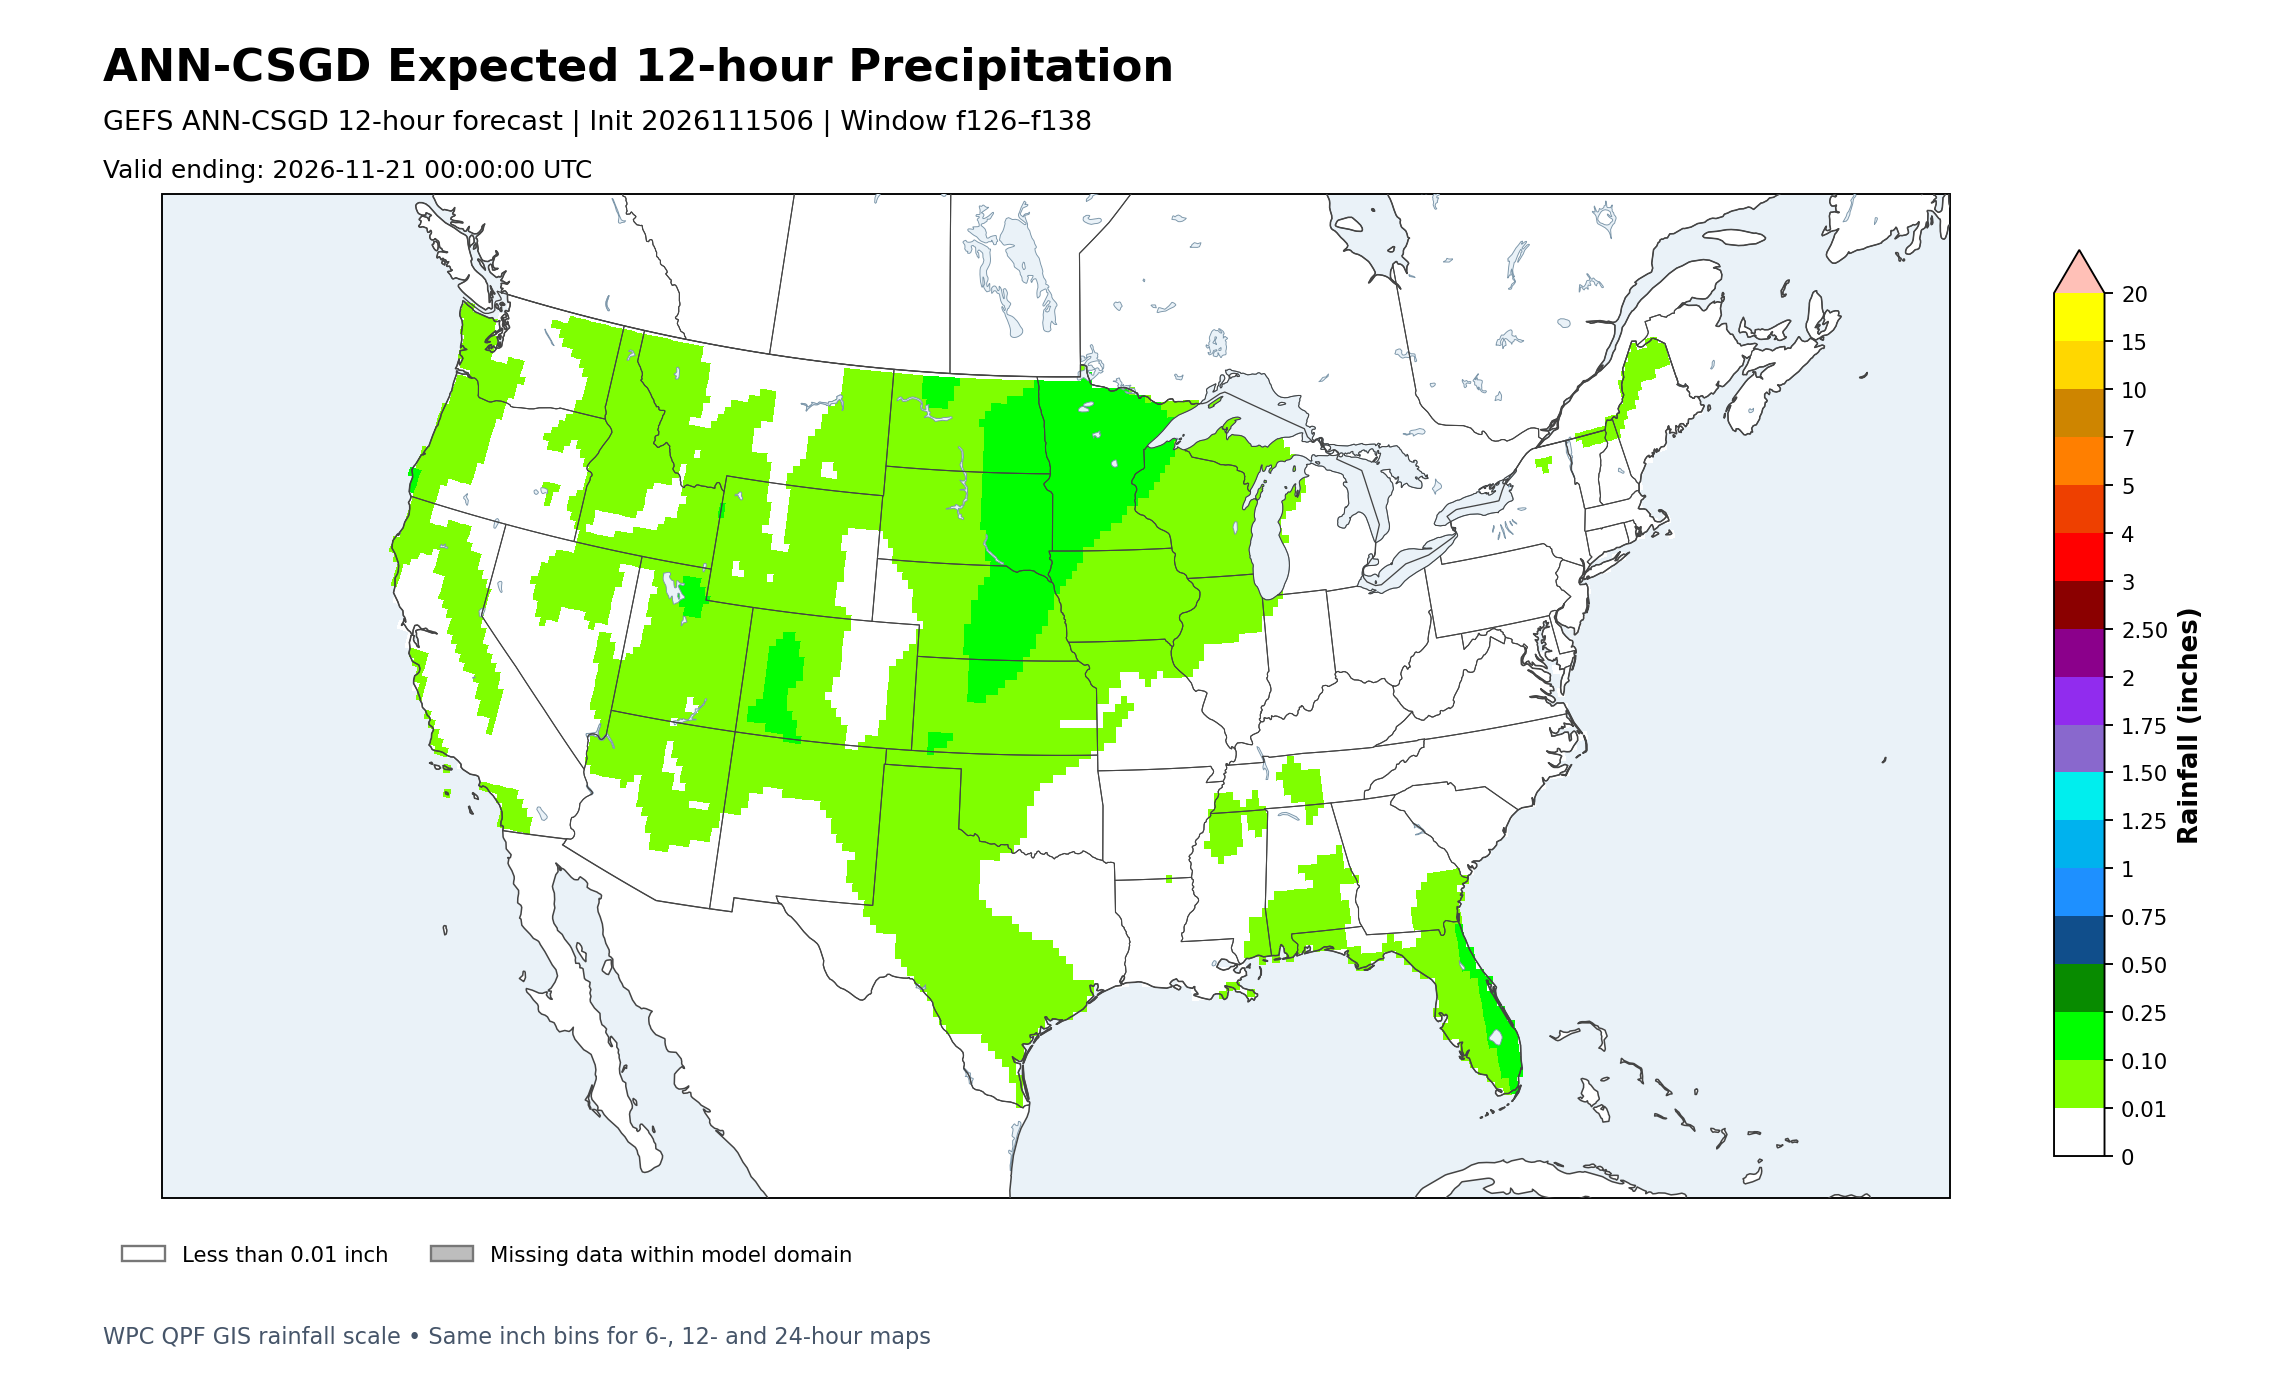 ANN-CSGD Expected 12-hour Precipitation
GEFS ANN-CSGD 12-hour forecast | Init 2026111506 | Window f126–f138
Valid ending: 2026-11-21 00:00:00 UTC
20
15
10
7
5
4
3
2.50
2
1.75
1.50
1.25
1
0.75
0.50
0.25
0.10
0.01
0
Rainfall (inches)
Less than 0.01 inch
Missing data within model domain
WPC QPF GIS rainfall scale • Same inch bins for 6-, 12- and 24-hour maps